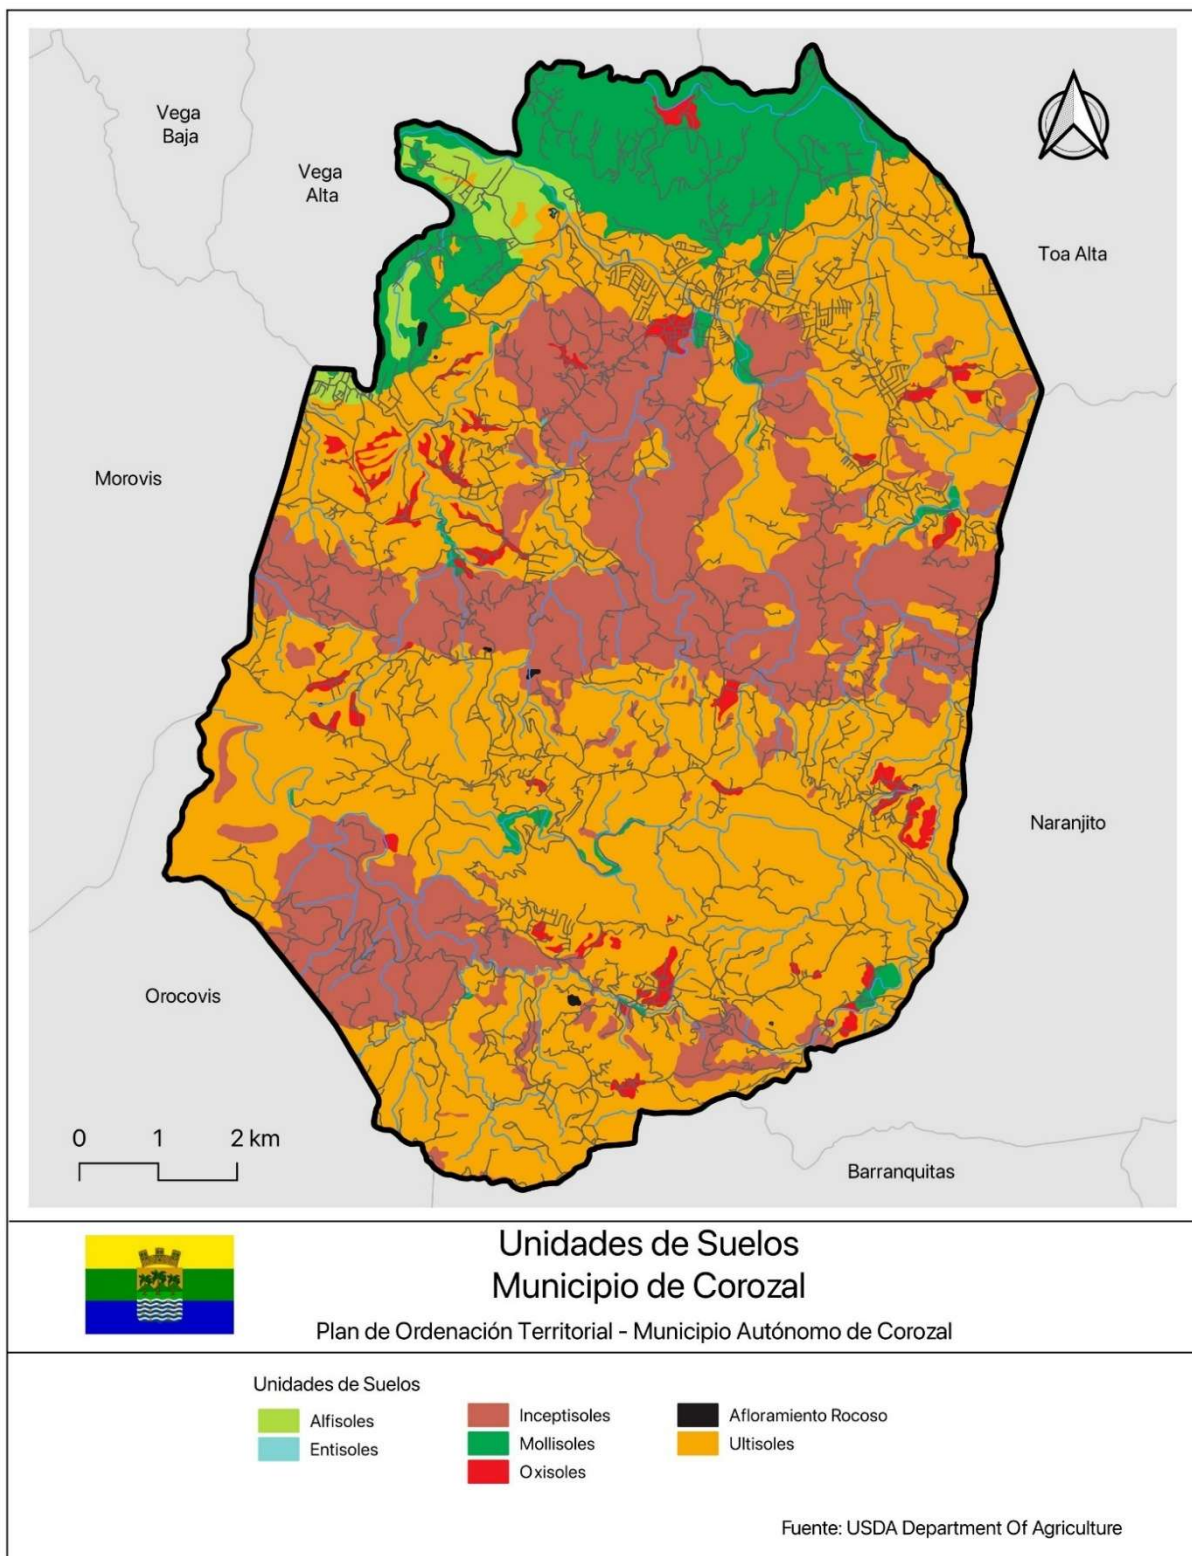 Vega
Baja
Vega
Alta
Toa Alta
Morovis
Naranjito
Orocovis
Barranquitas
0 1 2 km
Unidades de Suelos
Municipio de Corozal
Plan de Ordenación Territorial - Municipio Autónomo de Corozal
Unidades de Suelos
Alfisoles
Entisoles
Inceptisoles
Mollisoles
Oxisoles
Afloramiento Rocoso
Ultisoles
Fuente: USDA Department Of Agriculture